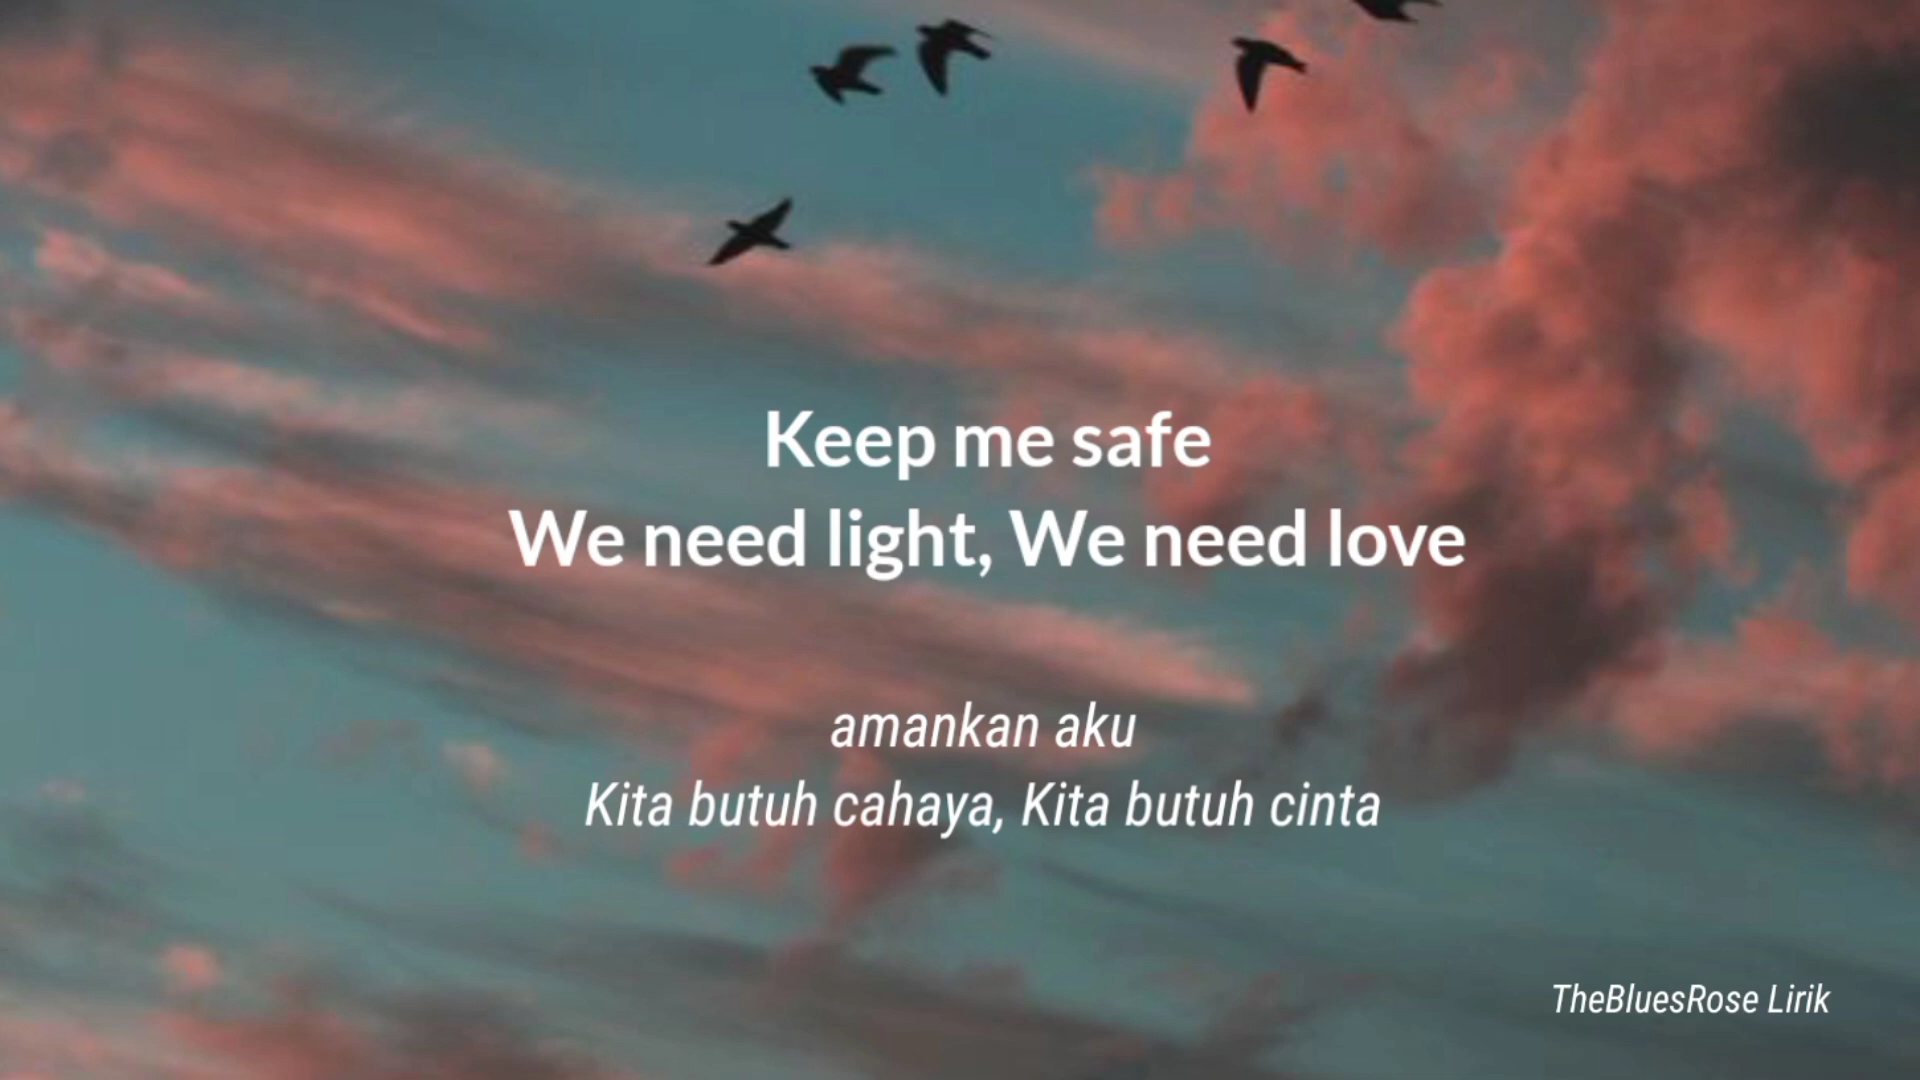 Keep me safe
We need light, We need love
amankan aku
Kita butuh cahaya, Kita butuh cinta
TheBluesRose Lirik